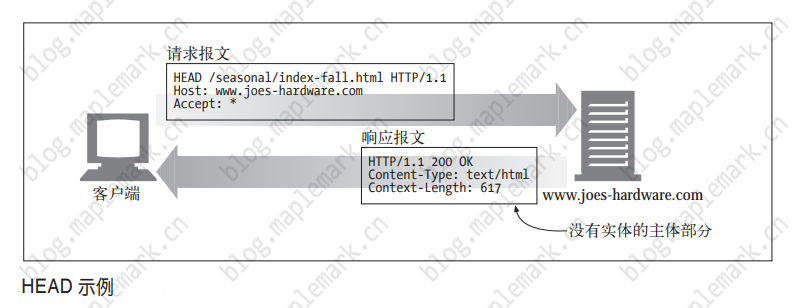 请求报文
HEAD /seasonal/index-fall.html HTTP/1.1
Host: www.joes-hardware.com
Accept: *
响应报文
HTTP/1.1 200 OK
Content-Type: text/html
Context-Length: 617
客户端
www.joes-hardware.com
没有实体的主体部分
HEAD 示例
blog.maplemark.cn